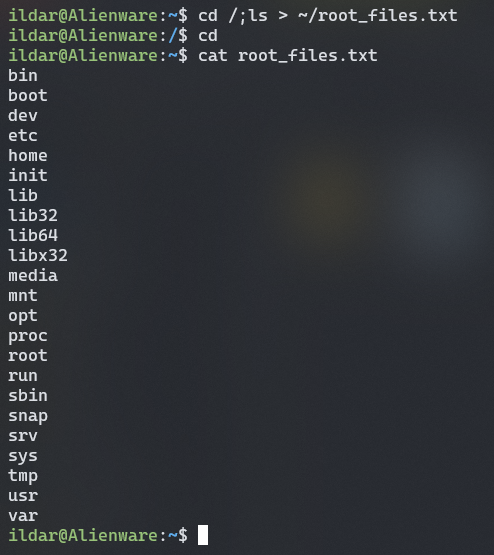 ildar@Alienware:~$ cd /;ls > ~/root_files.txt
ildar@Alienware:/$ cd
ildar@Alienware:~$ cat root_files.txt
bin
boot
dev
etc
home
init
lib
lib32
lib64
libx32
media
mnt
opt
proc
root
run
sbin
snap
srv
sys
tmp
usr
var
ildar@Alienware:~$